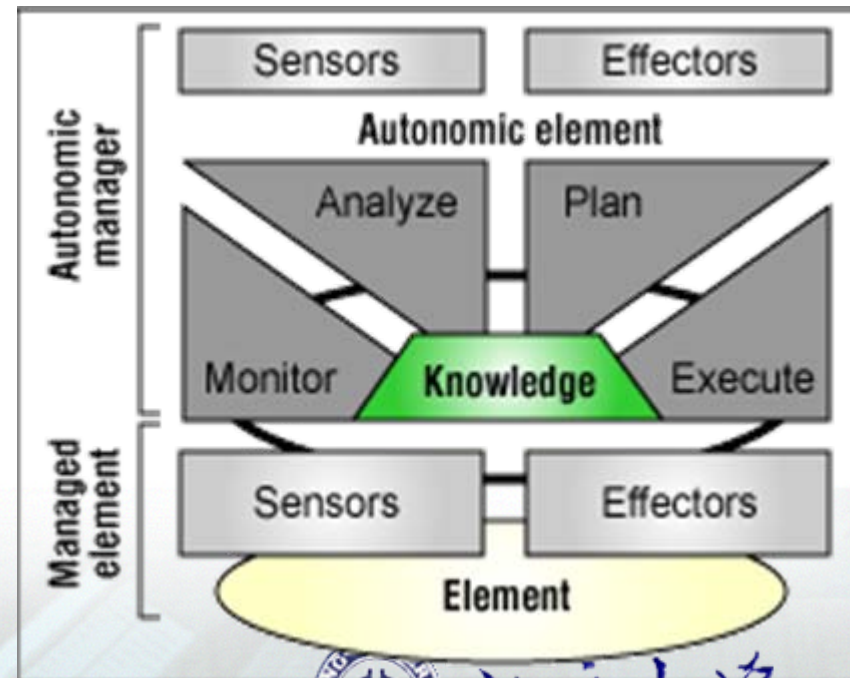 Sensors
Effectors
Autonomic element
Autonomic
manager
Analyze
Plan
Monitor
Knowledge
Execute
Managed
element
Sensors
Effectors
Element